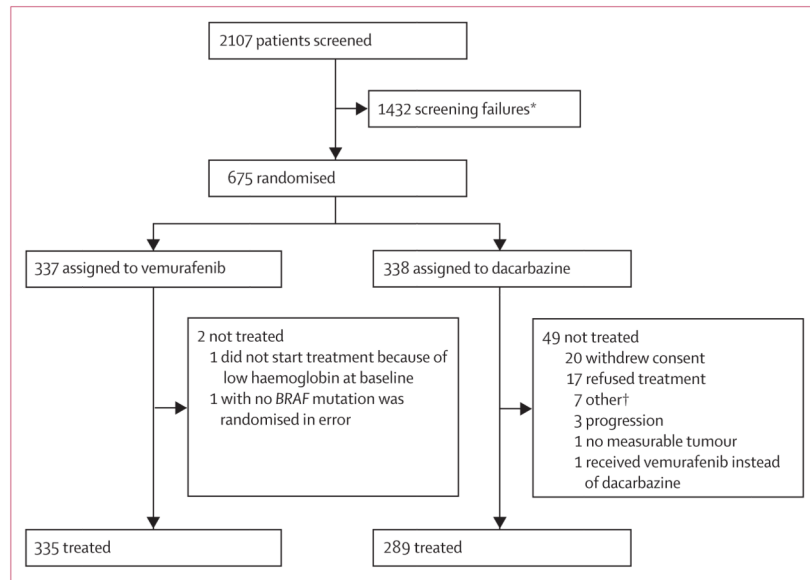 2107 patients screened
1432 screening failures*
675 randomised
337 assigned to vemurafenib
338 assigned to dacarbazine
2 not treated
1 did not start treatment because of
low haemoglobin at baseline
1 with no BRAF mutation was
randomised in error
49 not treated
20 withdrew consent
17 refused treatment
7 other†
3 progression
1 no measurable tumour
1 received vemurafenib instead
of dacarbazine
335 treated
289 treated